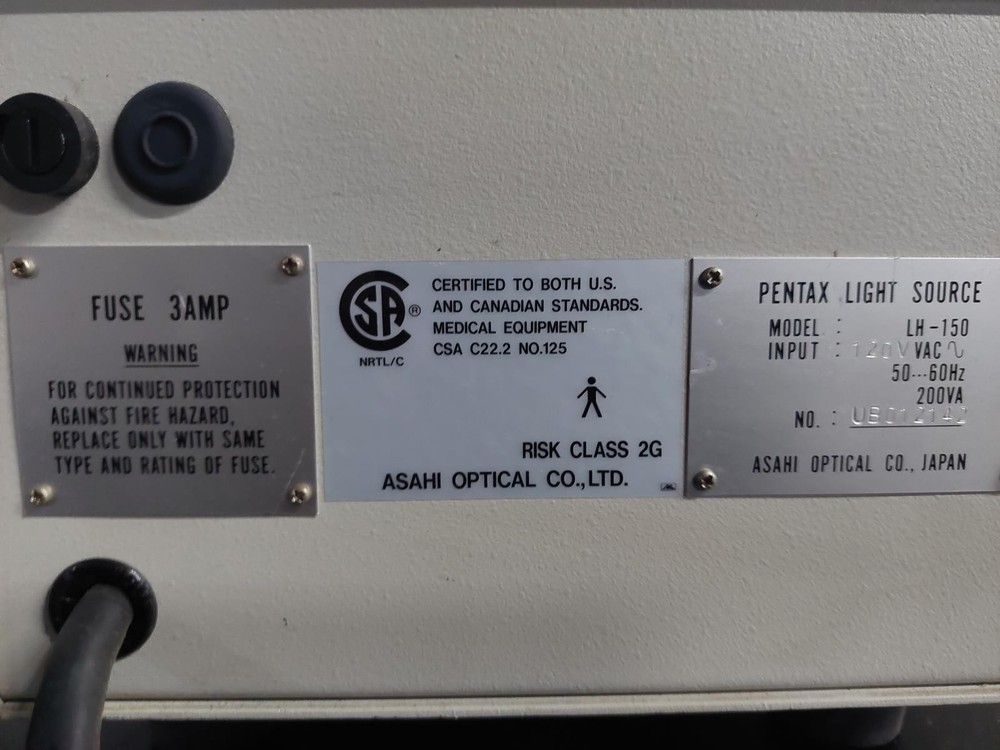 FUSE 3AMP
WARNING
FOR CONTINUED PROTECTION
AGAINST FIRE HAZARD,
REPLACE ONLY WITH SAME
TYPE AND RATING OF FUSE.
CSA®
NRTL/C
CERTIFIED TO BOTH U.S.
AND CANADIAN STANDARDS.
MEDICAL EQUIPMENT
CSA C22.2 NO.125
RISK CLASS 2G
ASAHI OPTICAL CO.,LTD.
PENTAX LIGHT SOURCE
MODEL : LH-150
INPUT : 120V VAC∿
50---60Hz
200VA
NO. : UB012142
ASAHI OPTICAL CO., JAPAN